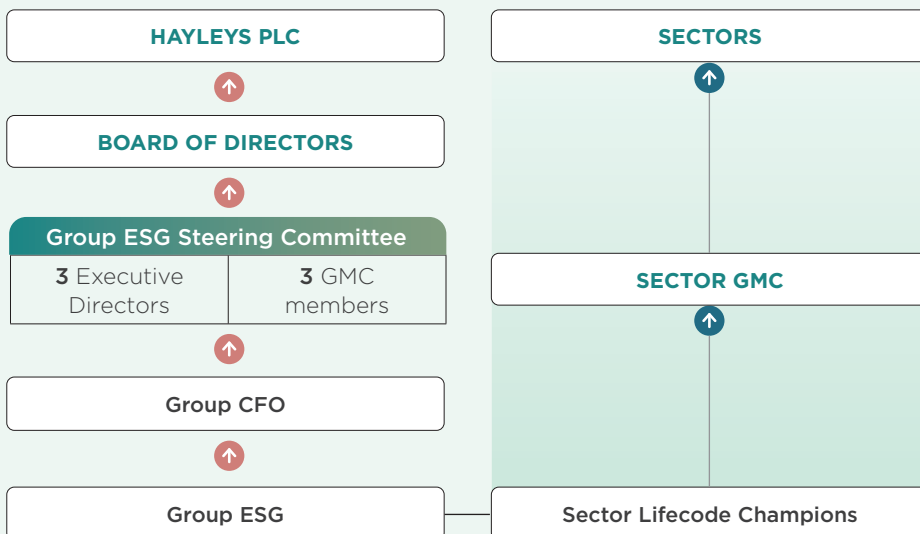 HAYLEYS PLC
BOARD OF DIRECTORS
Group ESG Steering Committee
3 Executive
Directors
3 GMC
members
Group CFO
Group ESG
SECTORS
SECTOR GMC
Sector Lifecode Champions